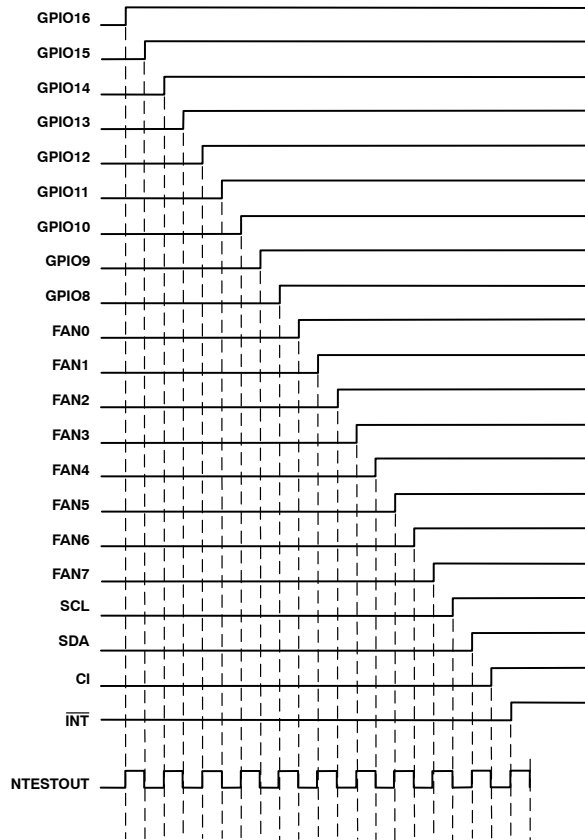 GPIO16
GPIO15
GPIO14
GPIO13
GPIO12
GPIO11
GPIO10
GPIO9
GPIO8
FAN0
FAN1
FAN2
FAN3
FAN4
FAN5
FAN6
FAN7
SCL
SDA
CI
INT
NTESTOUT